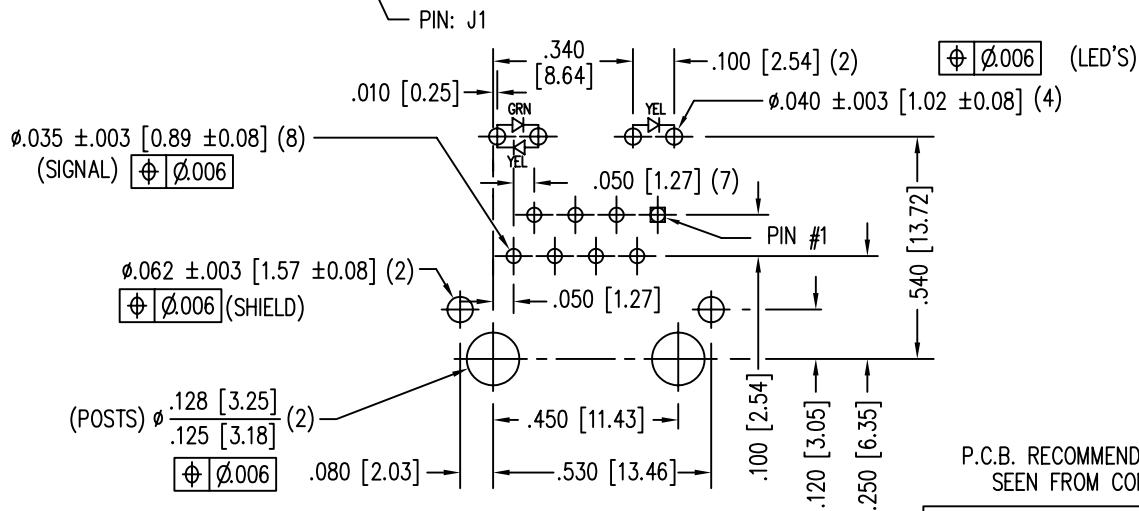 PIN: J1
.340
[8.64]
.100 [2.54] (2)
⌖ Ø.006 (LED'S)
.010 [0.25]
GRN
YEL
YEL
ø.040 ±.003 [1.02 ±0.08] (4)
ø.035 ±.003 [0.89 ±0.08] (8)
(SIGNAL) ⌖ Ø.006
.050 [1.27] (7)
PIN #1
.540 [13.72]
ø.062 ±.003 [1.57 ±0.08] (2)
⌖ Ø.006 (SHIELD)
.050 [1.27]
(POSTS) ø .128 [3.25] (2)
.125 [3.18]
⌖ Ø.006
.450 [11.43]
.080 [2.03]
.530 [13.46]
.100 [2.54]
.120 [3.05]
.250 [6.35]
P.C.B. RECOMMEND
SEEN FROM